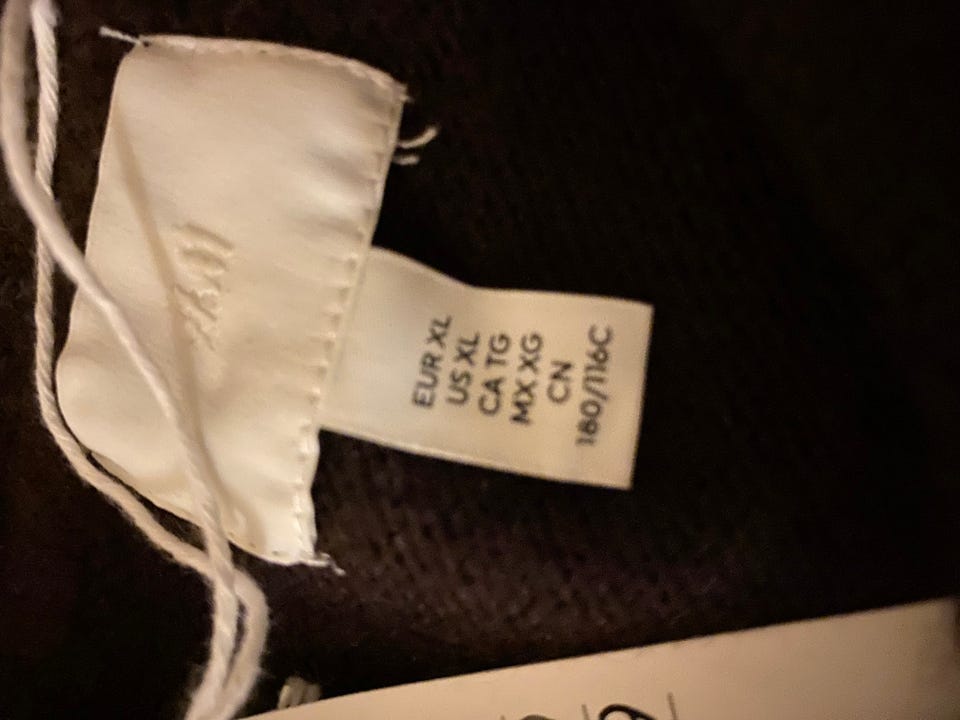 H&M
EUR XL
US XL
CA TG
MX XG
CN
180/116C